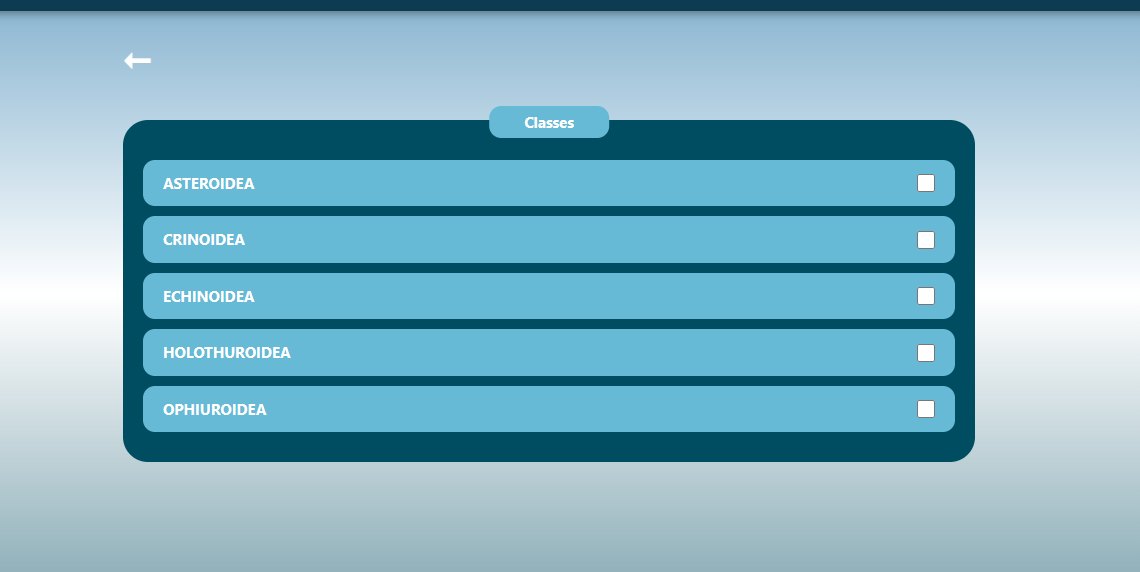 Classes
ASTEROIDEA
CRINOIDEA
ECHINOIDEA
HOLOTHUROIDEA
OPHIUROIDEA